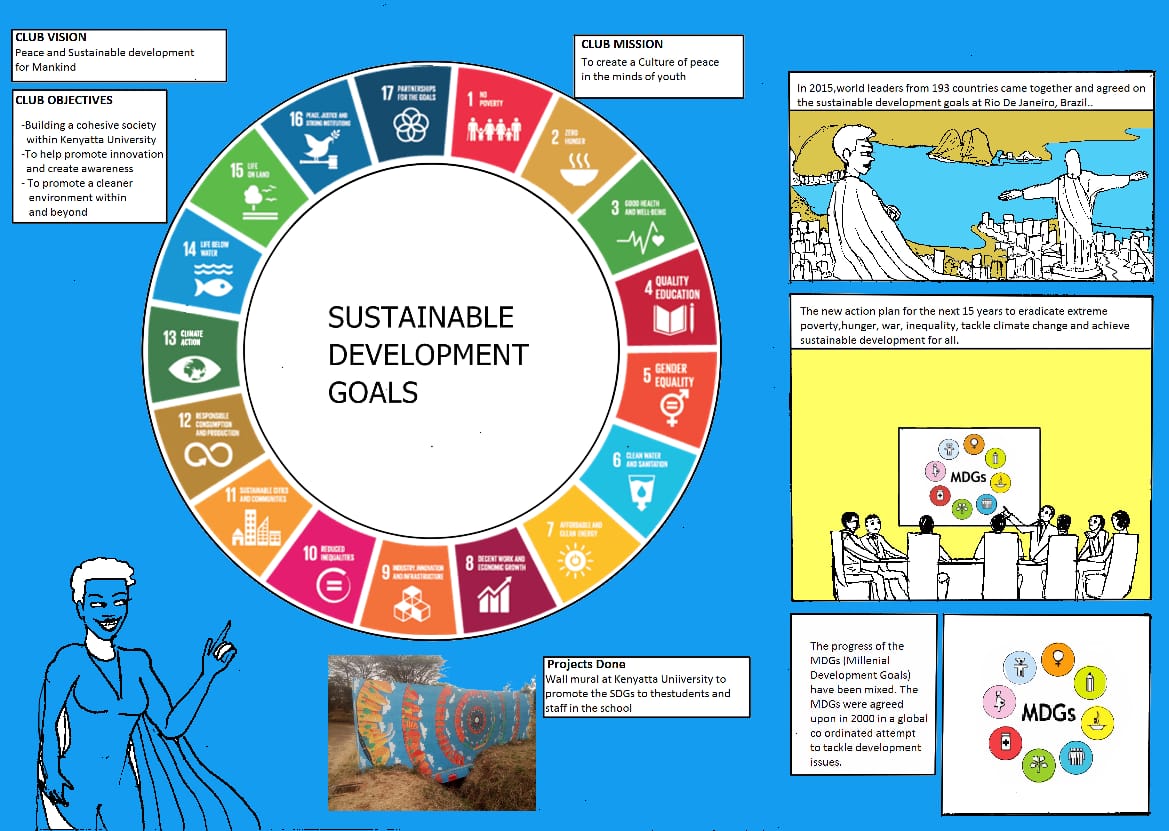 CLUB VISION
Peace and Sustainable development
for Mankind
CLUB OBJECTIVES
-Building a cohesive society
within Kenyatta University
-To help promote innovation
and create awareness
- To promote a cleaner
environment within
and beyond
CLUB MISSION
To create a Culture of peace
in the minds of youth
1 NO
POVERTY
2 ZERO
HUNGER
3 GOOD HEALTH
AND WELL-BEING
4 QUALITY
EDUCATION
5 GENDER
EQUALITY
6 CLEAN WATER
AND SANITATION
7 AFFORDABLE AND
CLEAN ENERGY
8 DECENT WORK AND
ECONOMIC GROWTH
9 INDUSTRY, INNOVATION
AND INFRASTRUCTURE
10 REDUCED
INEQUALITIES
11 SUSTAINABLE CITIES
AND COMMUNITIES
12 RESPONSIBLE
CONSUMPTION
AND PRODUCTION
13 CLIMATE
ACTION
14 LIFE BELOW
WATER
15 LIFE
ON LAND
16 PEACE, JUSTICE AND
STRONG INSTITUTIONS
17 PARTNERSHIPS
FOR THE GOALS
SUSTAINABLE
DEVELOPMENT
GOALS
Projects Done
Wall mural at Kenyatta Uniiversity to
promote the SDGs to thestudents and
staff in the school
In 2015,world leaders from 193 countries came together and agreed on
the sustainable development goals at Rio De Janeiro, Brazil..
The new action plan for the next 15 years to eradicate extreme
poverty,hunger, war, inequality, tackle climate change and achieve
sustainable development for all.
MDGs
The progress of the
MDGs |Millenial
Development Goals)
have been mixed. The
MDGs were agreed
upon in 2000 in a global
co ordinated attempt
to tackle development
issues.
MDGs